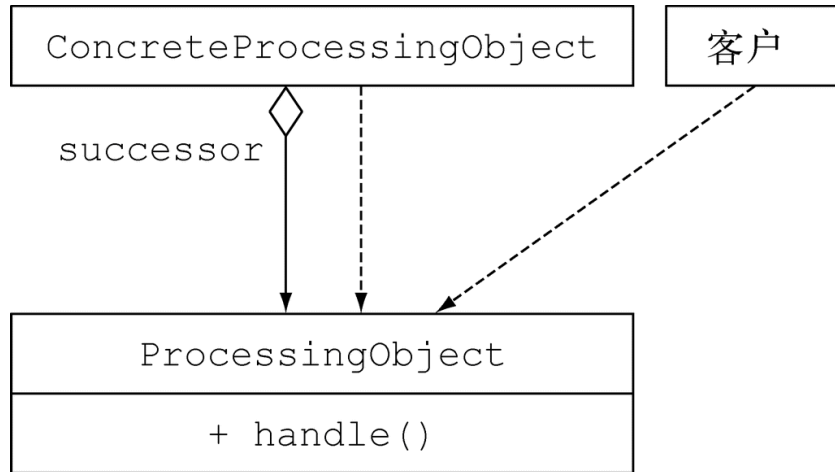 ConcreteProcessingObject
客户
successor
ProcessingObject
+ handle()